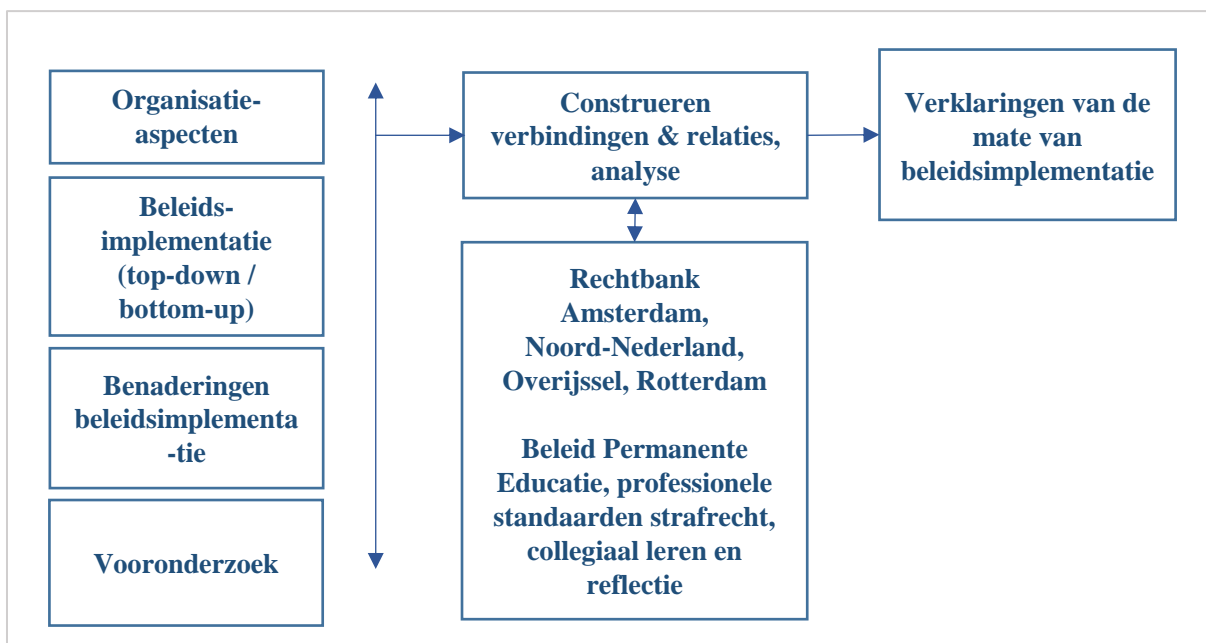 Organisatie-
aspecten
Beleids-
implementatie
(top-down /
bottom-up)
Benaderingen
beleidsimplementa
-tie
Vooronderzoek
Construeren
verbindingen & relaties,
analyse
Rechtbank
Amsterdam,
Noord-Nederland,
Overijssel, Rotterdam
Beleid Permanente
Educatie, professionele
standaarden strafrecht,
collegiaal leren en
reflectie
Verklaringen van de
mate van
beleidsimplementatie